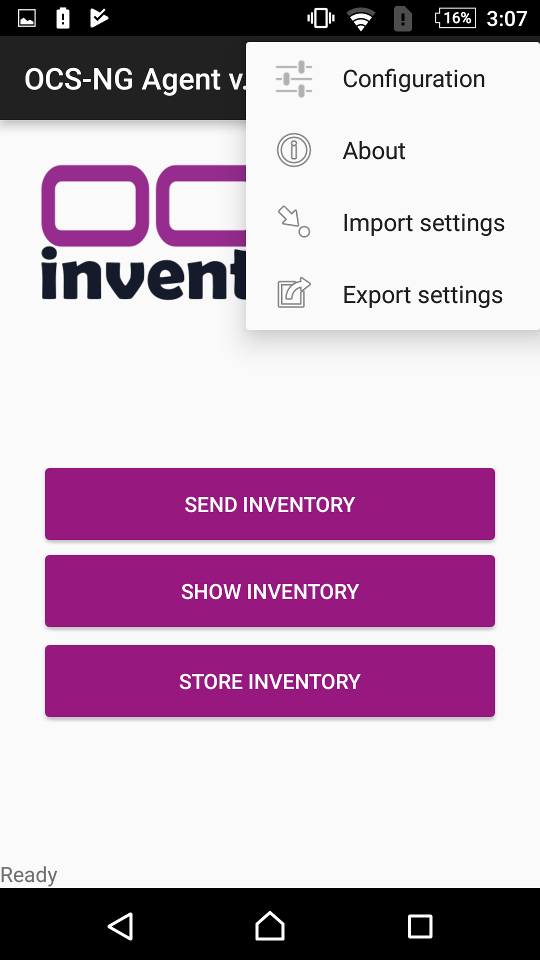 16%
3:07
OCS-NG Agent v.
Configuration
About
Import settings
Export settings
invent
SEND INVENTORY
SHOW INVENTORY
STORE INVENTORY
Ready